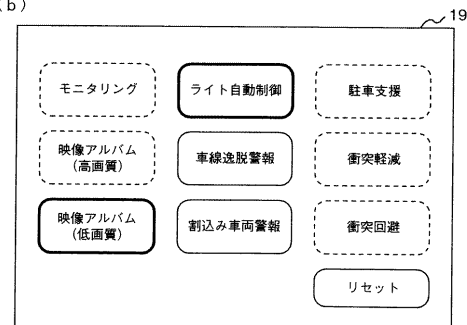 (b)
19
モニタリング
ライト自動制御
駐車支援
映像アルバム
(高画質)
車線逸脱警報
衝突軽減
映像アルバム
(低画質)
割込み車両警報
衝突回避
リセット